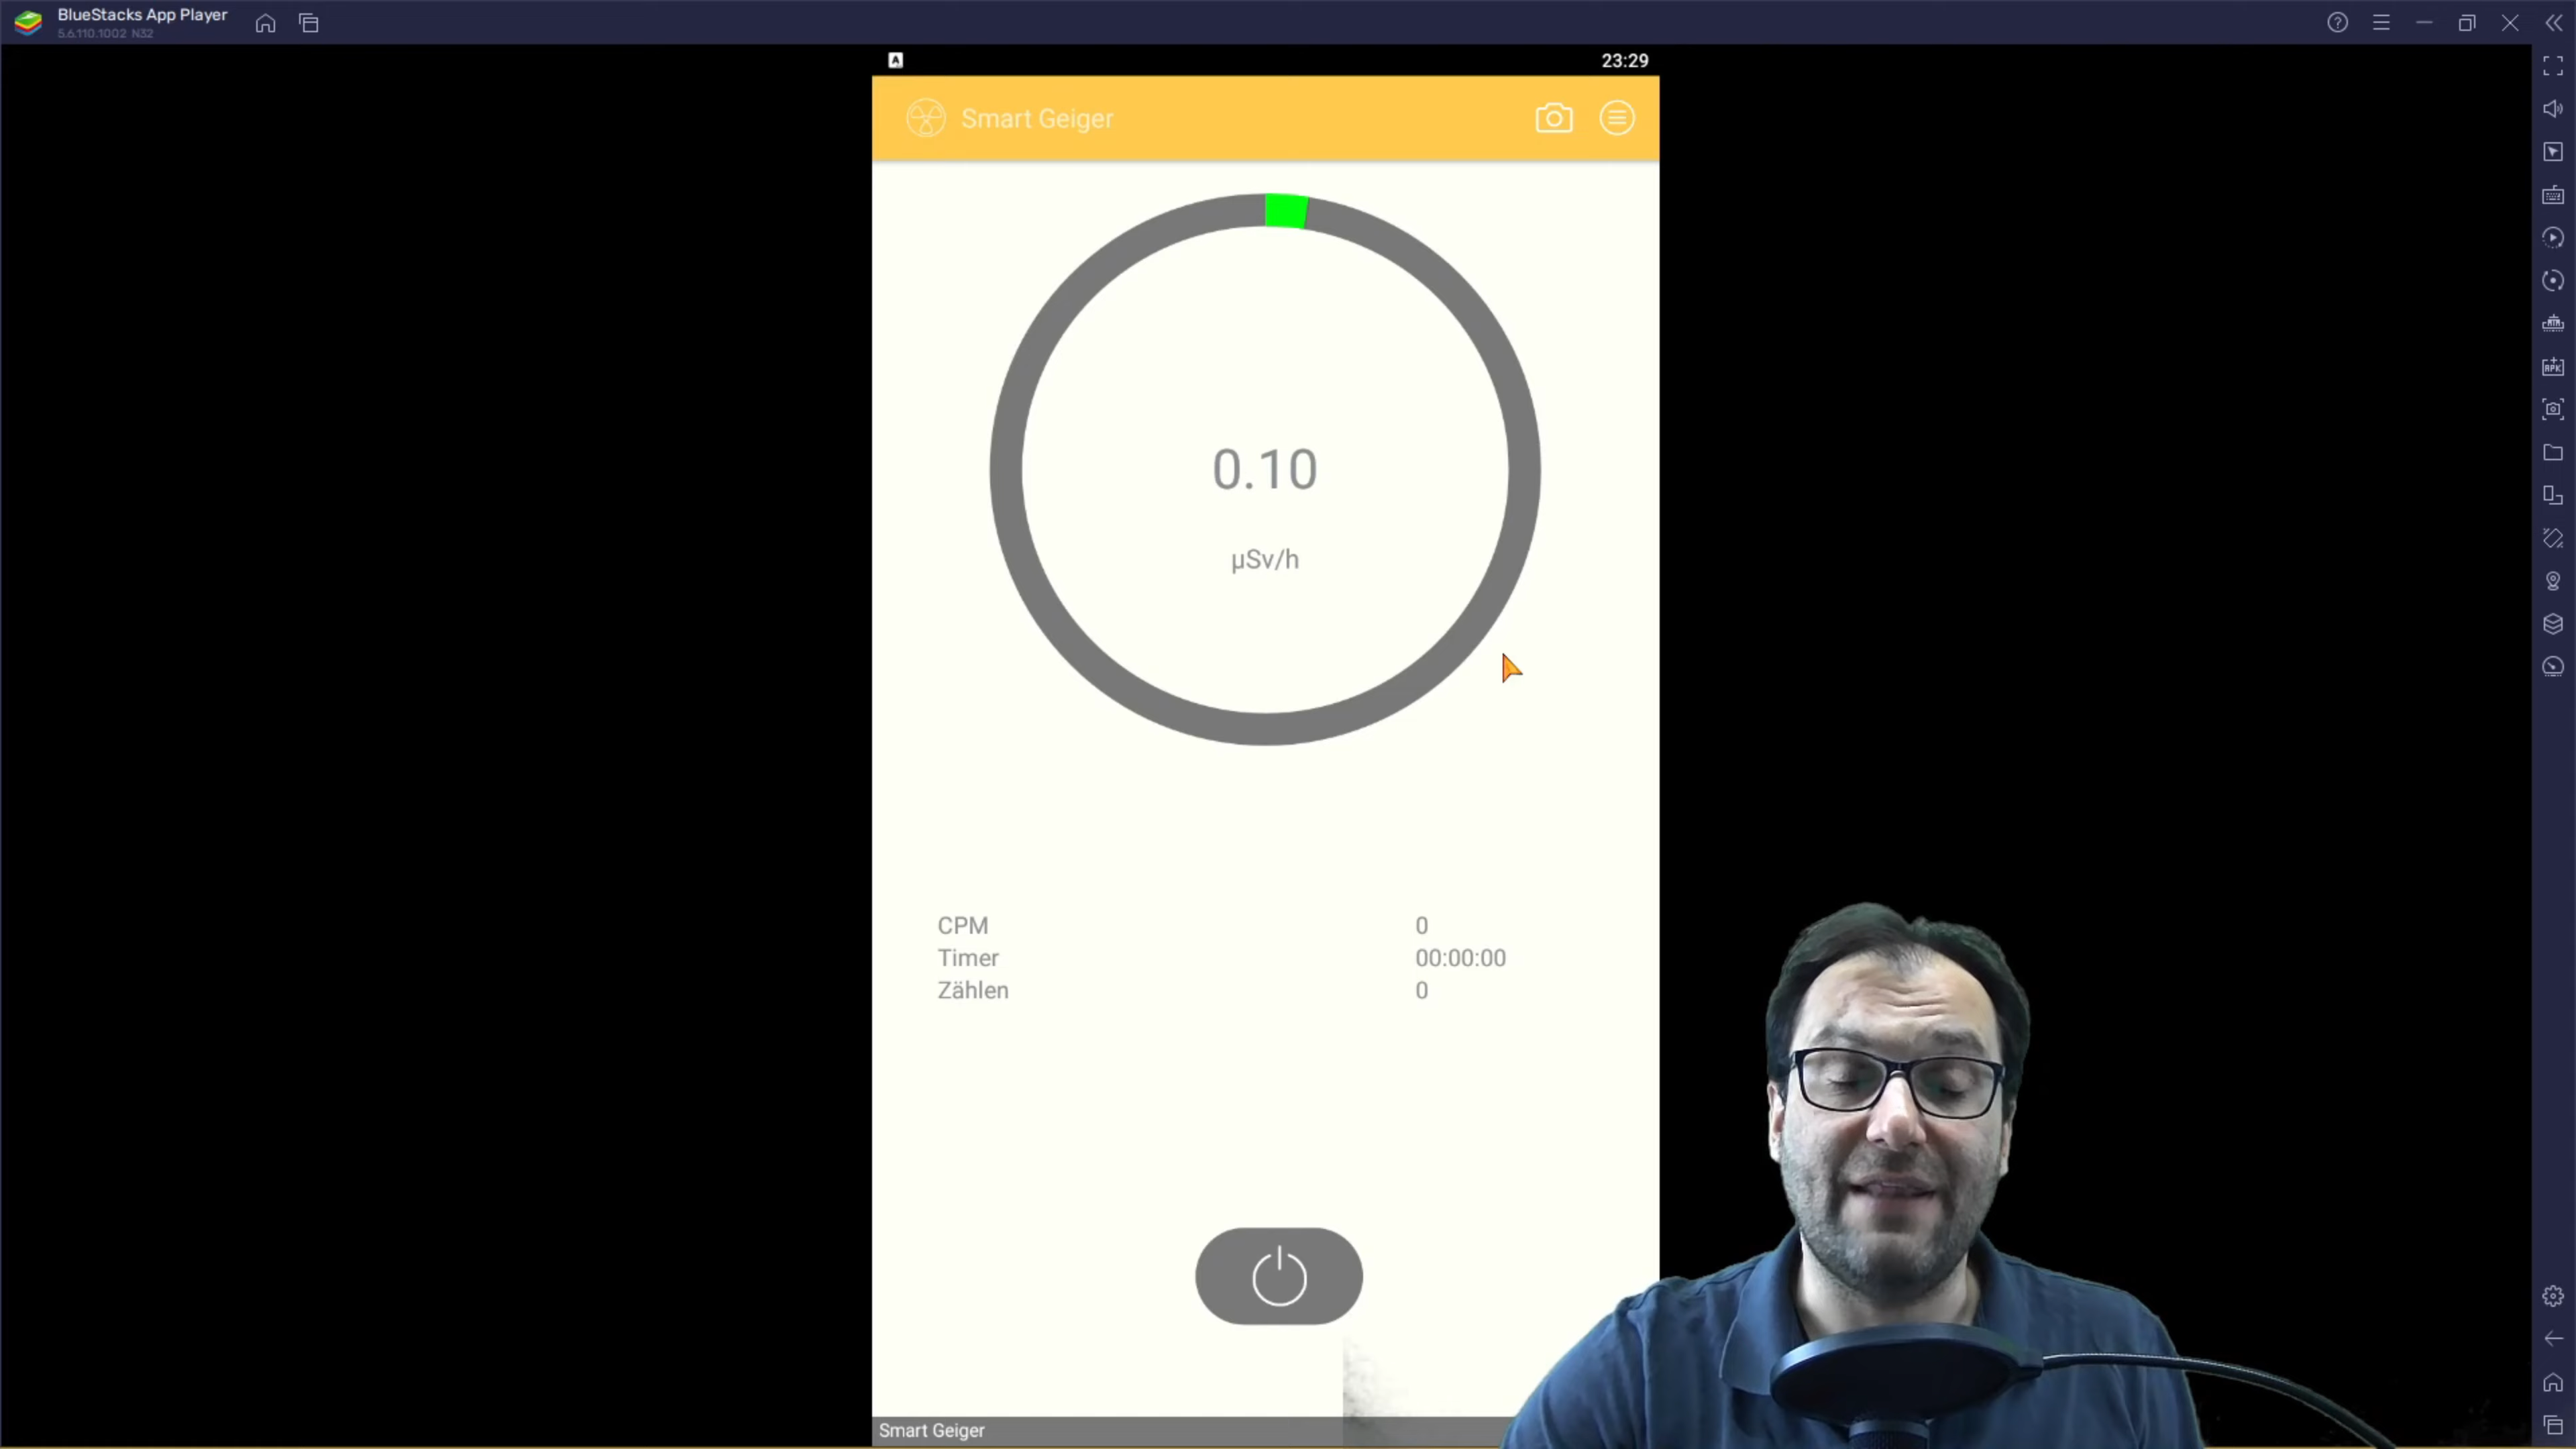 BlueStacks App Player
5.6.110.1002 N32
23:29
Smart Geiger
0.10
µSv/h
CPM 0
Timer 00:00:00
Zählen 0
Smart Geiger